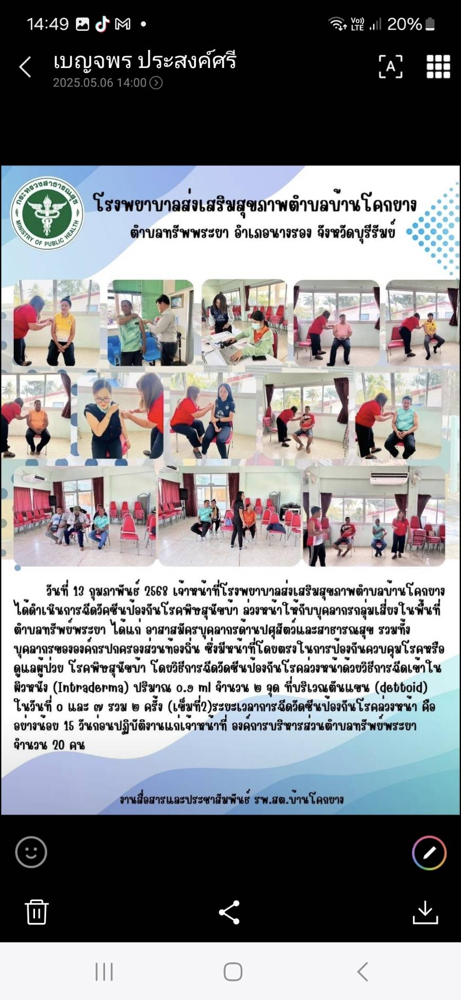 14:49
Vo)) LTE
20%
เบญจพร ประสงค์ศรี
2025.05.06 14:00
A
กระทรวงสาธารณสุข
MINISTRY OF PUBLIC HEALTH
โรงพยาบาลส่งเสริมสุขภาพตำบลบ้านโคกยาง
ตำบลทรัพพระยา อำเภอนางรอง จังหวัดบุรีรัมย์
วันที่ 13 กุมภาพันธ์ 2568 เจ้าหน้าที่โรงพยาบาลส่งเสริมสุขภาพตำบลบ้านโคกยาง
ได้ดำเนินการฉีดวัคซีนป้องกันโรคพิษสุนัขบ้า ล่วงหน้าให้กับบุคลากรกลุ่มเสี่ยงในพื้นที่
ตำบลทรัพย์พระยา ได้แก่ อาสาสมัครบุคลากรด้านปศุสัตว์และสาธารณสุข รวมทั้ง
บุคลากรขององค์กรปกครองส่วนท้องถิ่น ซึ่งมีหน้าที่โดยตรงในการป้องกันควบคุมโรคหรือ
ดูแลผู้ป่วย โรคพิษสุนัขบ้า โดยวิธีการฉีดวัดซีนป้องกันโรคล่วงหน้าด้วยวิธีการฉีดเข้าใน
ผิวหนัง (Intraderma) ปริมาณ ๐.๑ ml จำนวน ๒ จุด ที่บริเวณต้นแขน (dettoid)
ในวันที่ ๐ และ ๗ รวม ๒ ครั้ง (เข็มที่2)ระยะเวลาการฉีดวัดซีนป้องกันโรคล่วงหน้า คือ
อย่างน้อย 15 วันก่อนปฏิบัติงานแก่เจ้าหน้าที่ องค์การบริหารส่วนตำบลทรัพย์พระยา
จำนวน 20 คน
งานสื่อสารและประชาสัมพันธ์ รพ.สต.บ้านโคกยาง